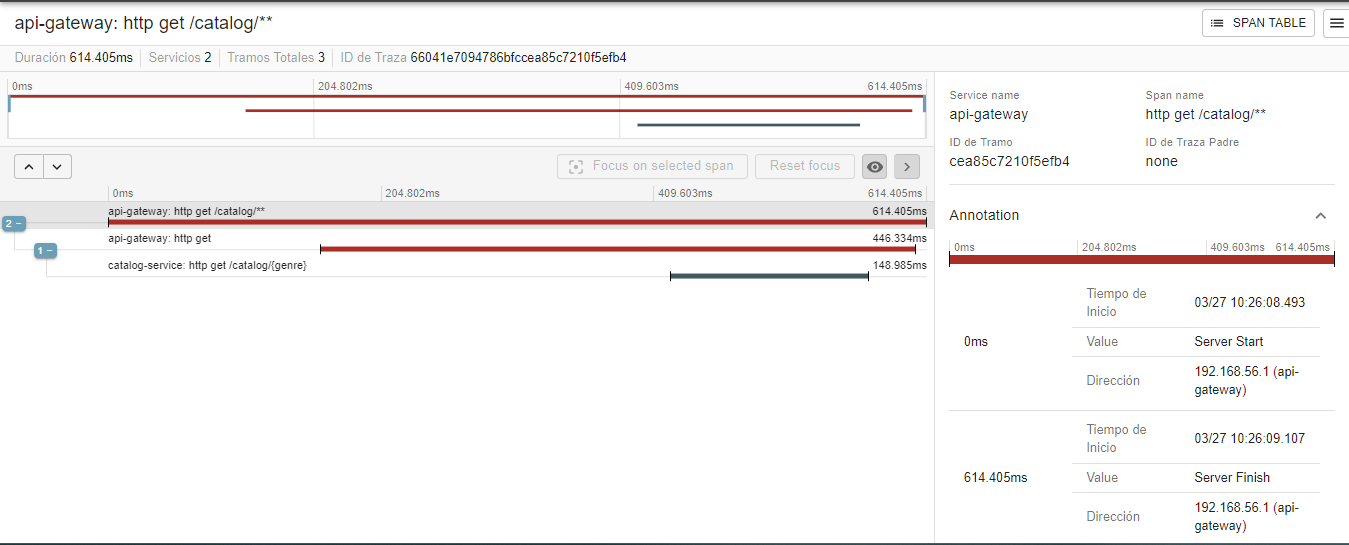 api-gateway: http get /catalog/**
SPAN TABLE
Duración 614.405ms Servicios 2 Tramos Totales 3 ID de Traza 66041e7094786bfccea85c7210f5efb4
0ms 204.802ms 409.603ms 614.405ms
Focus on selected span Reset focus
0ms 204.802ms 409.603ms 614.405ms
api-gateway: http get /catalog/** 614.405ms
2 −
api-gateway: http get 446.334ms
1 −
catalog-service: http get /catalog/{genre} 148.985ms
Service name Span name
api-gateway http get /catalog/**
ID de Tramo ID de Traza Padre
cea85c7210f5efb4 none
Annotation
0ms 204.802ms 409.603ms 614.405ms
0ms
Tiempo de
Inicio
03/27 10:26:08.493
Value Server Start
Dirección
192.168.56.1 (api-
gateway)
614.405ms
Tiempo de
Inicio
03/27 10:26:09.107
Value Server Finish
Dirección
192.168.56.1 (api-
gateway)